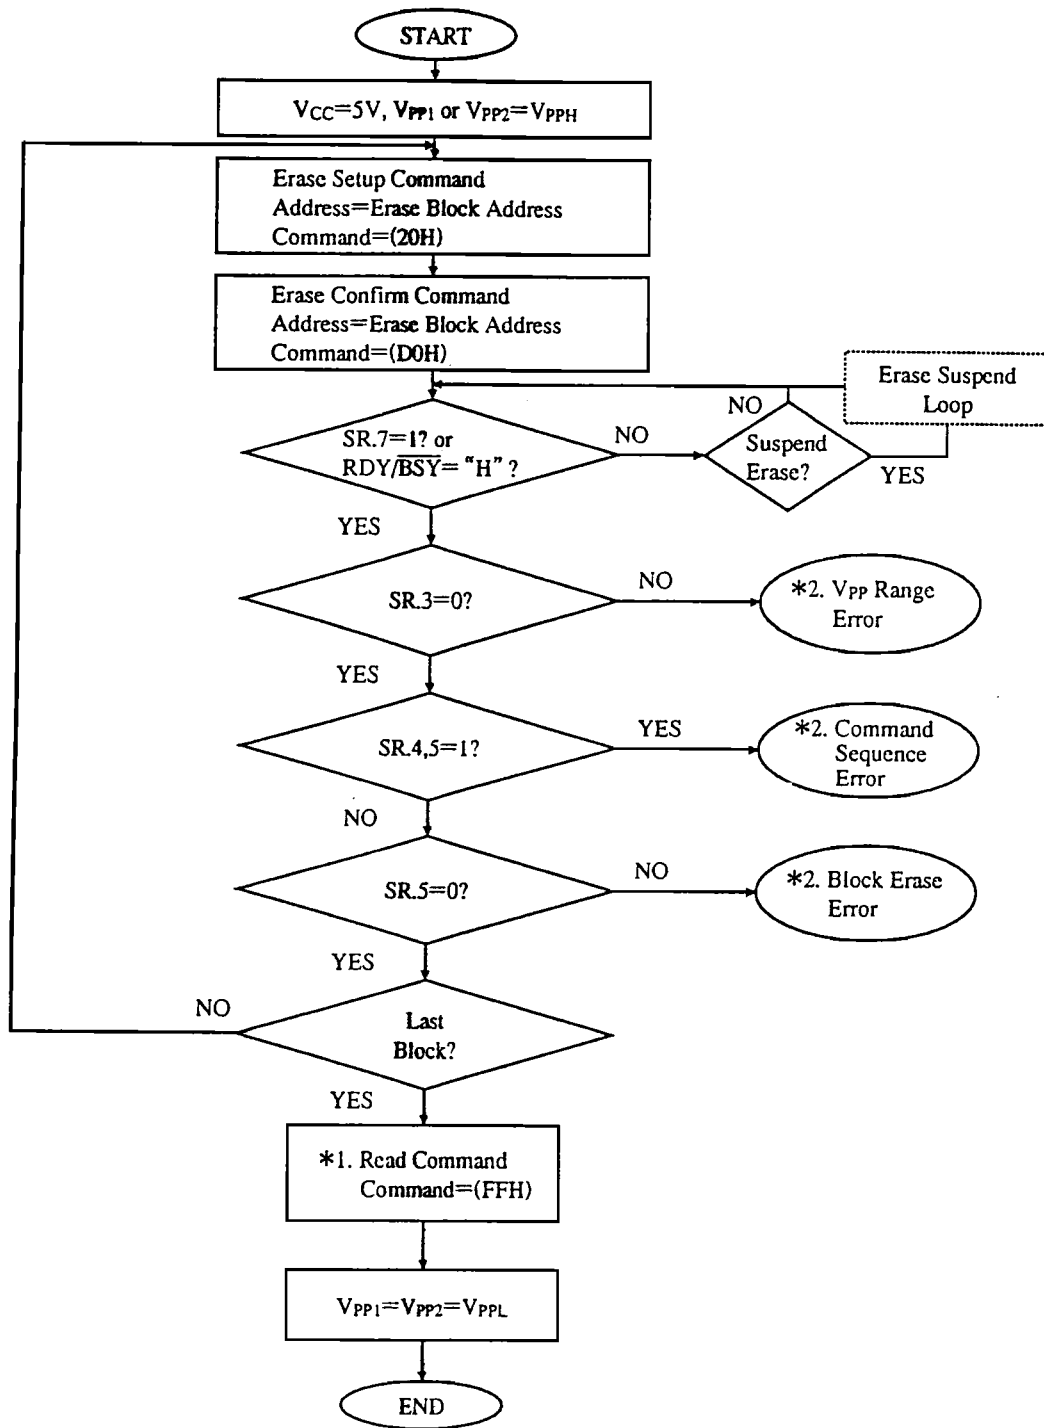 START
VCC=5V, VPP1 or VPP2=VPPH
Erase Setup Command
Address=Erase Block Address
Command=(20H)
Erase Confirm Command
Address=Erase Block Address
Command=(D0H)
Erase Suspend
Loop
NO
SR.7=1? or
RDY/BSY= “H” ?
NO
Suspend
Erase?
YES
YES
SR.3=0?
NO
*2. VPP Range
Error
YES
SR.4,5=1?
YES
*2. Command
Sequence
Error
NO
SR.5=0?
NO
*2. Block Erase
Error
YES
NO
Last
Block?
YES
*1. Read Command
Command=(FFH)
VPP1=VPP2=VPPL
END